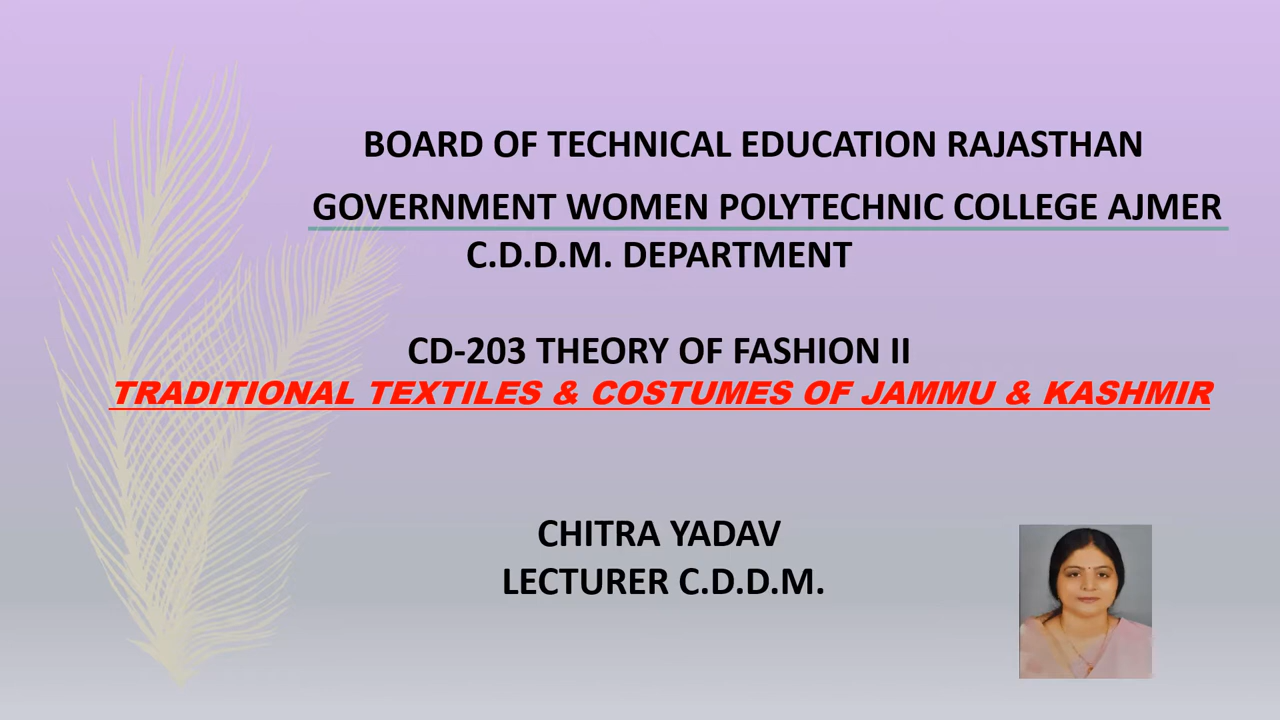 BOARD OF TECHNICAL EDUCATION RAJASTHAN
GOVERNMENT WOMEN POLYTECHNIC COLLEGE AJMER
C.D.D.M. DEPARTMENT
CD-203 THEORY OF FASHION II
TRADITIONAL TEXTILES & COSTUMES OF JAMMU & KASHMIR
CHITRA YADAV
LECTURER C.D.D.M.